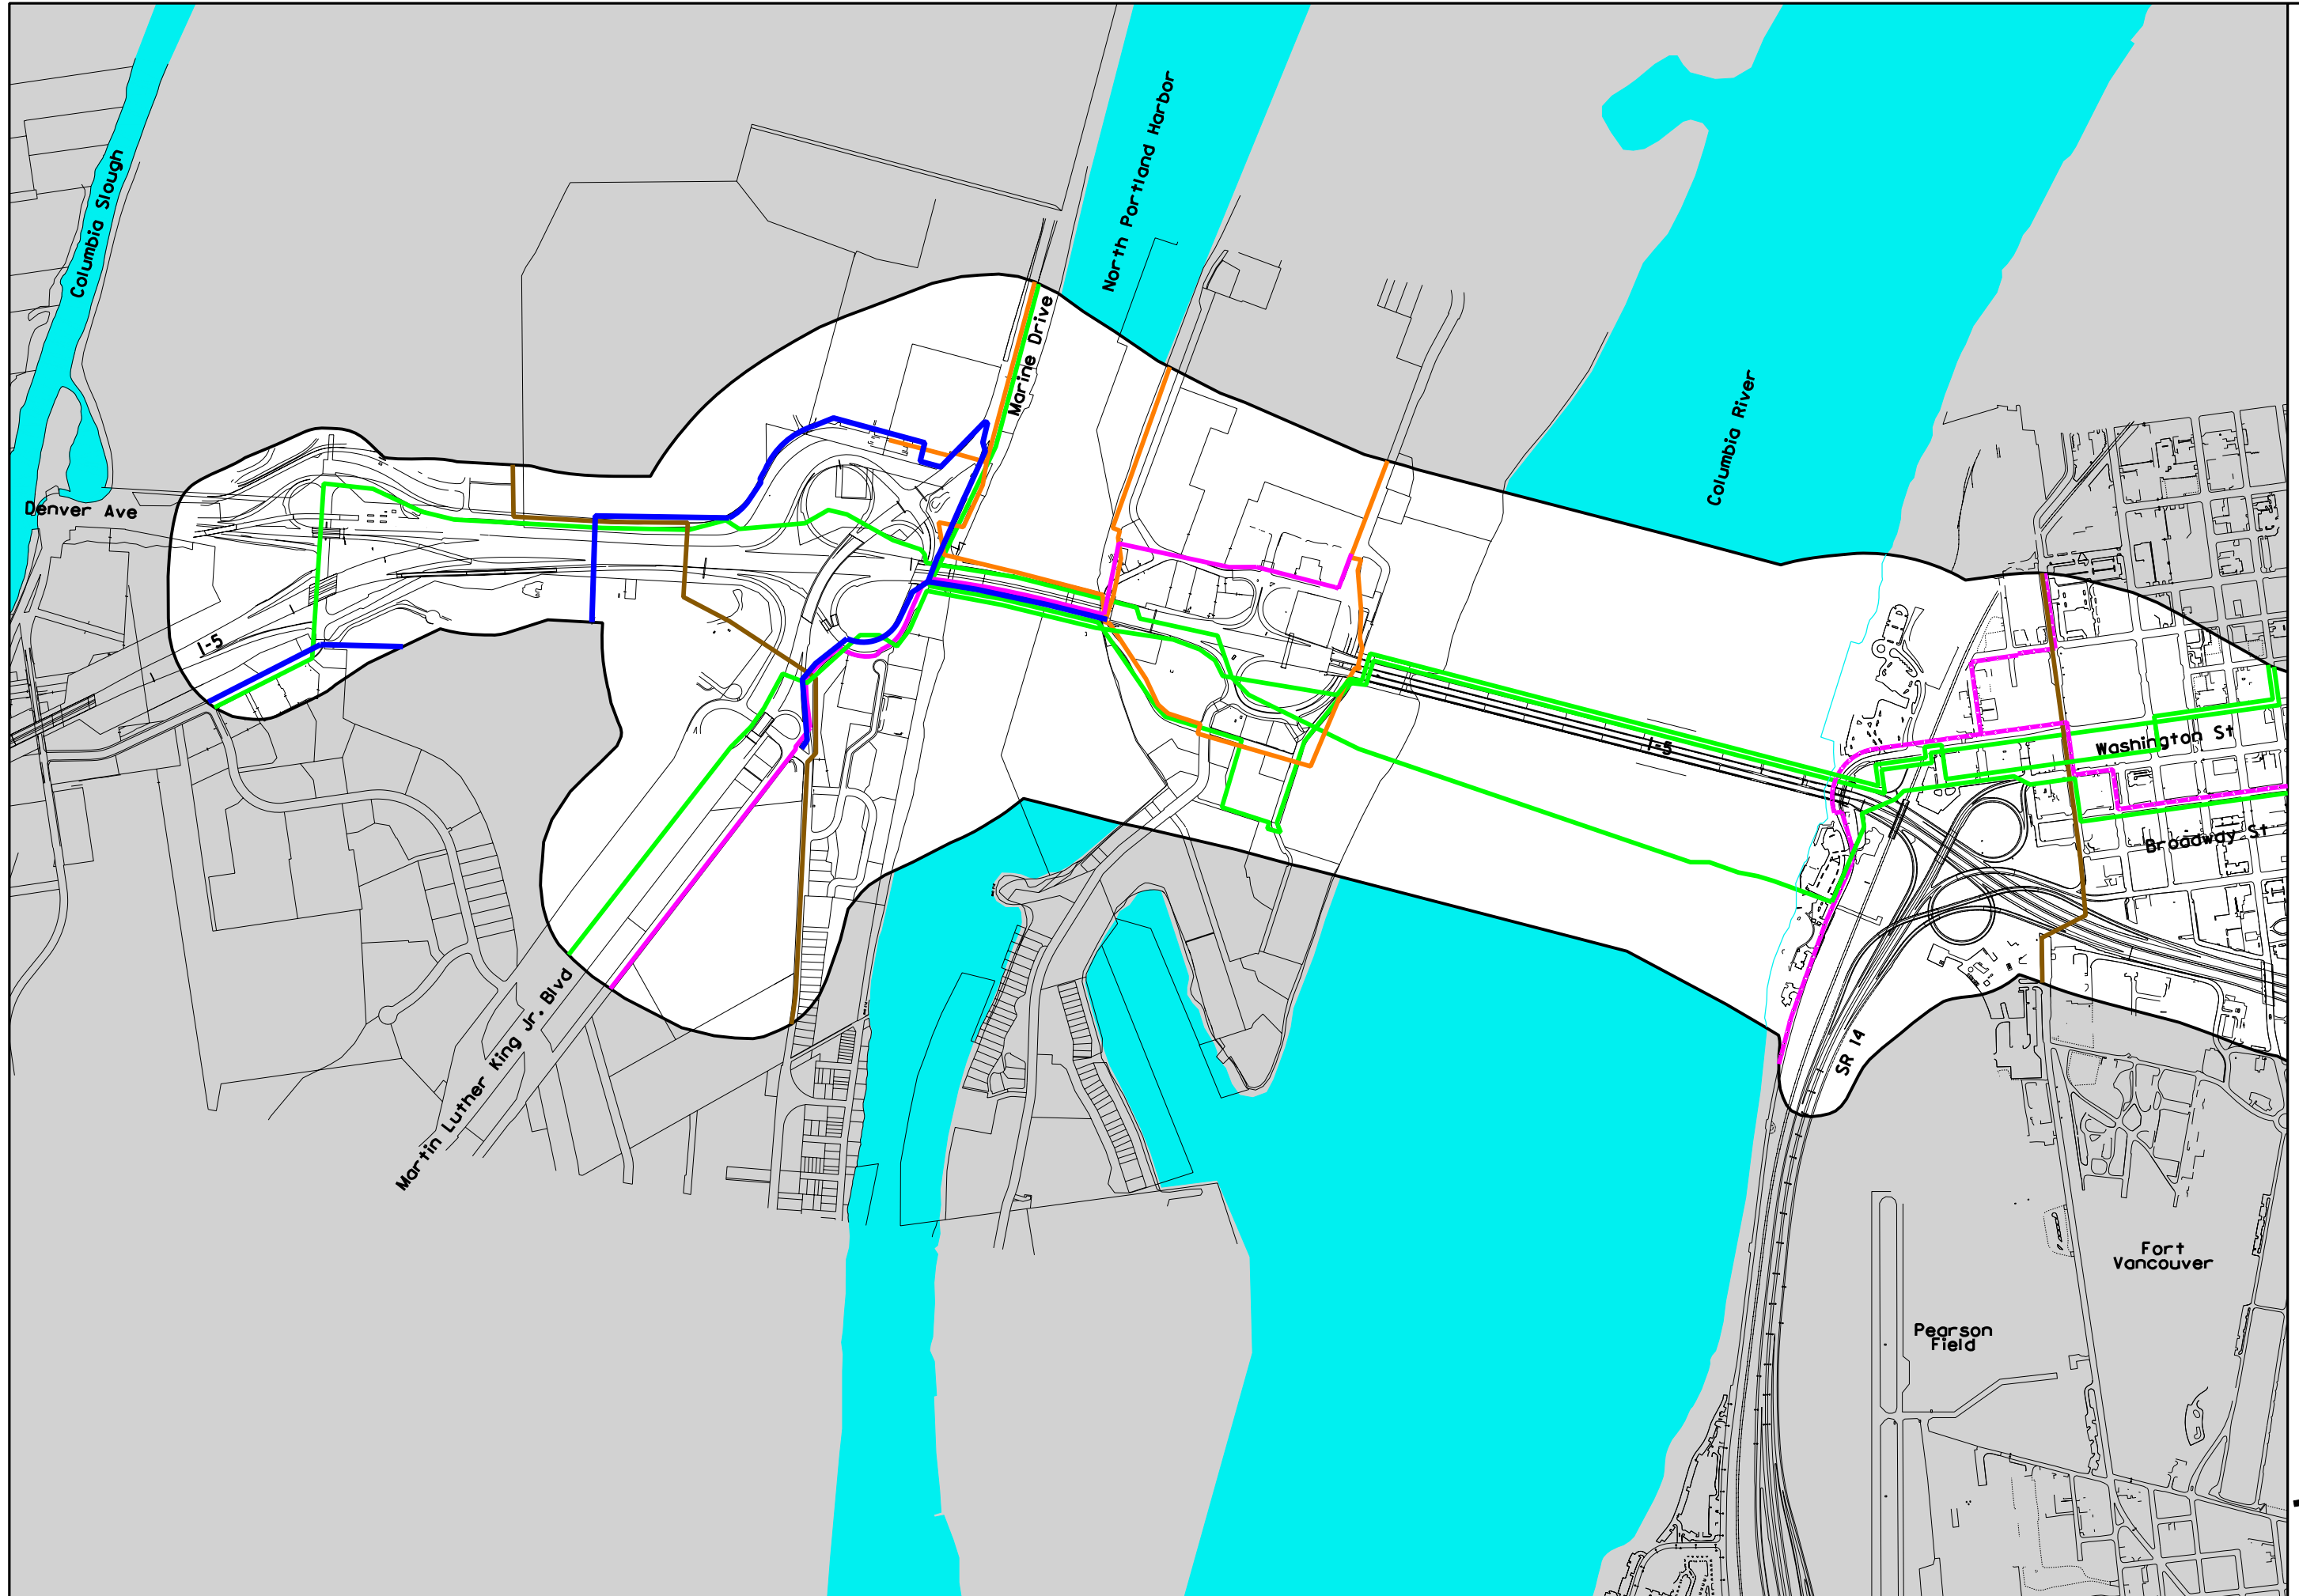 Columbia Slough
North Portland Harbor
Marine Drive
Columbia River
Denver Ave
I-5
I-5
Washington St
Broadway St
Martin Luther King Jr. Blvd
SR 14
Fort
Vancouver
Pearson
Field